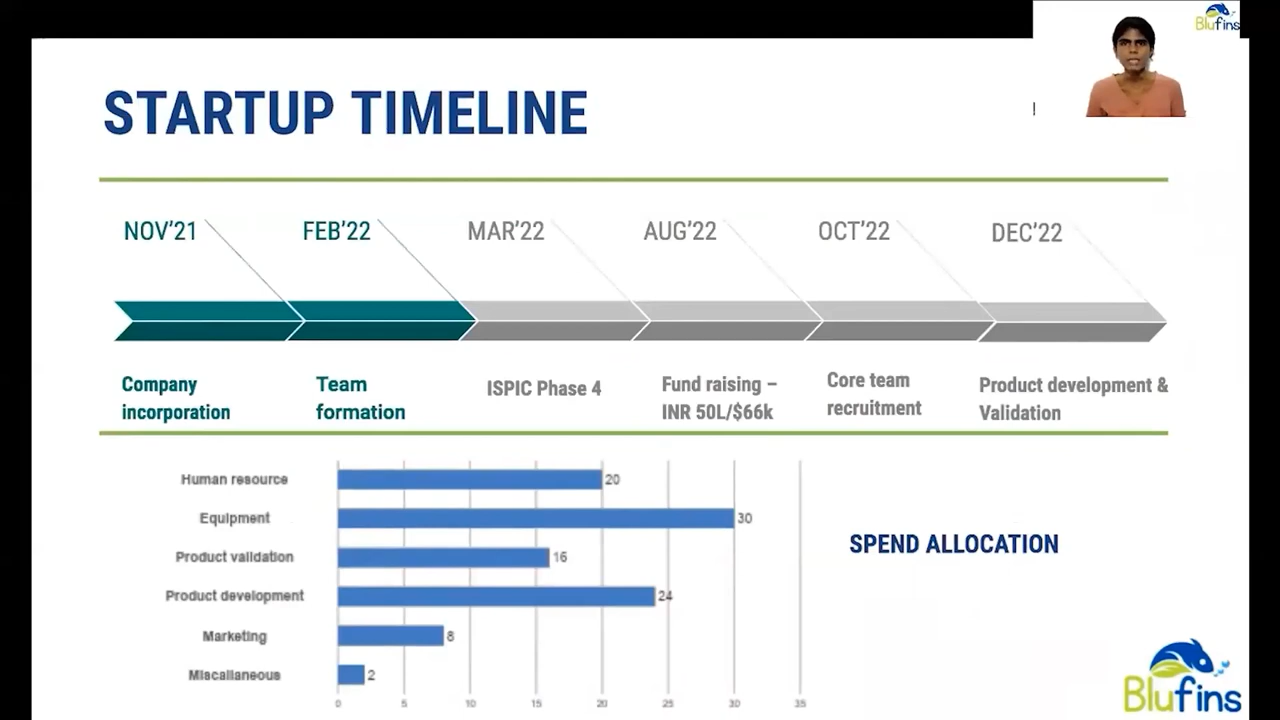 Blufins
STARTUP TIMELINE
NOV'21 FEB'22 MAR'22 AUG'22 OCT'22 DEC'22
Company incorporation
Team formation
ISPIC Phase 4
Fund raising –
INR 50L/$66k
Core team
recruitment
Product development &
Validation
Human resource 20
Equipment 30
Product validation 16
Product development 24
Marketing 8
Miscallaneous 2
0 5 10 15 20 25 30 35
SPEND ALLOCATION
Blufins